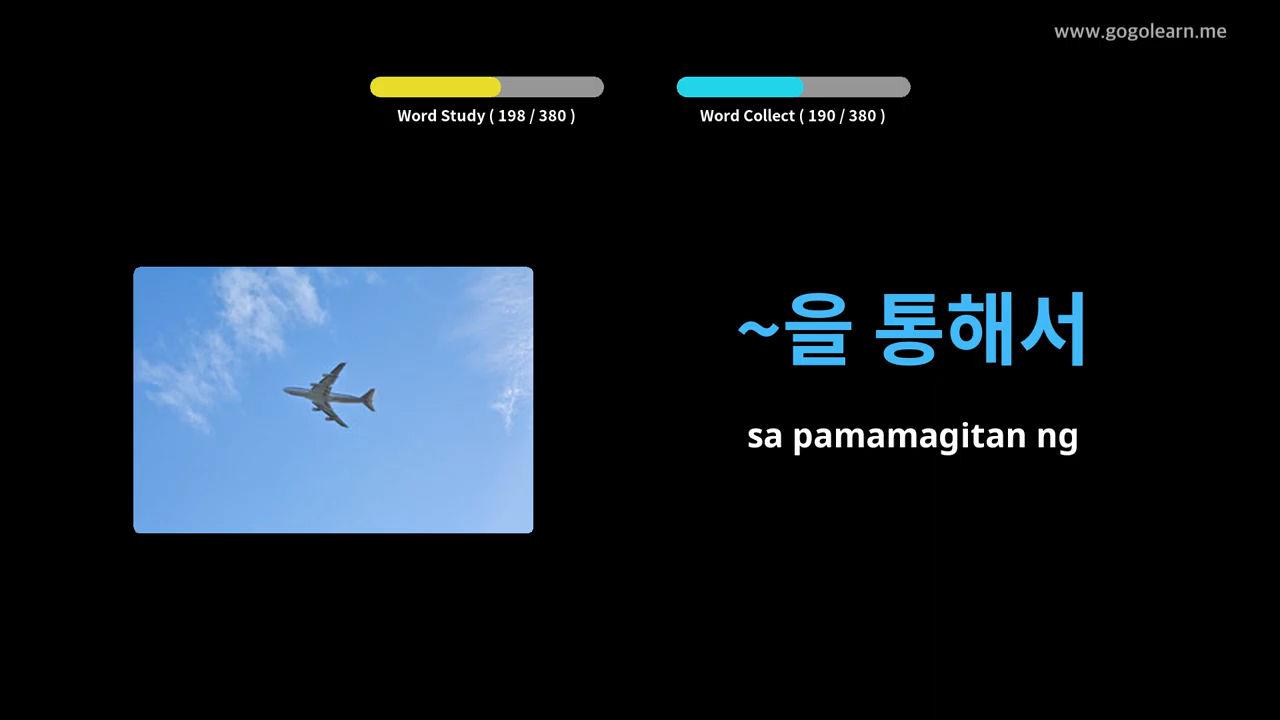 www.gogolearn.me
Word Study ( 198 / 380 )
Word Collect ( 190 / 380 )
~을 통해서
sa pamamagitan ng